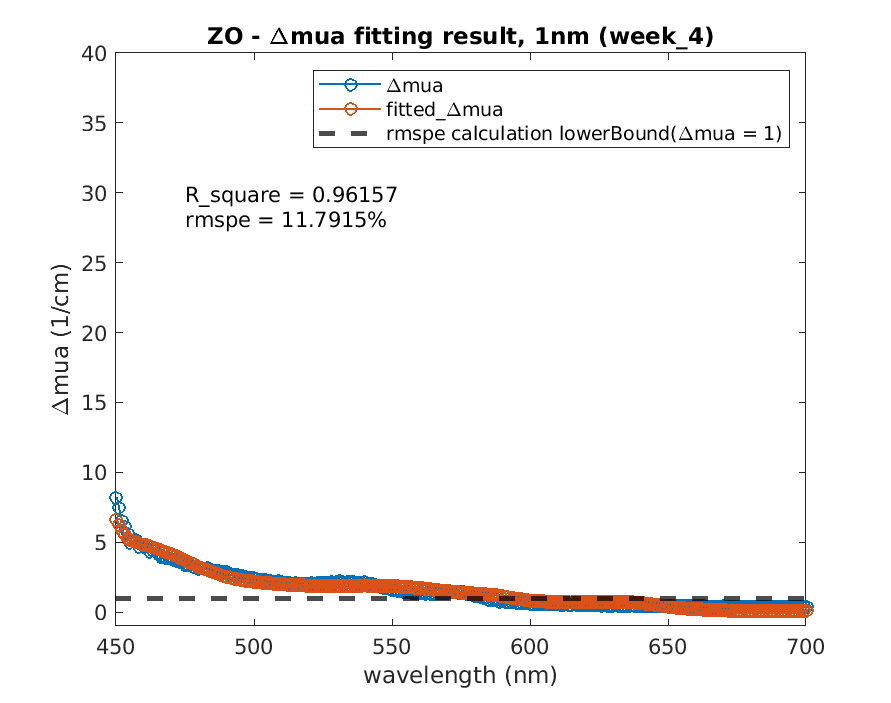 ZO - Δmua fitting result, 1nm (week_4)
40
35
30
25
20
15
10
5
0
Δmua (1/cm)
Δmua
fitted_Δmua
rmspe calculation lowerBound(Δmua = 1)
R_square = 0.96157
rmspe = 11.7915%
450 500 550 600 650 700
wavelength (nm)